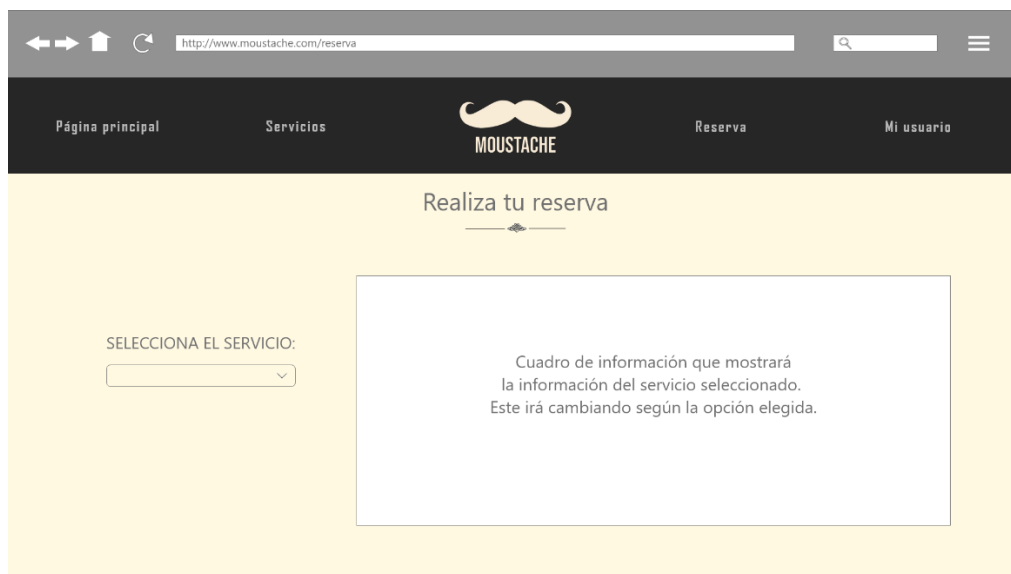 http://www.moustache.com/reserva
Página principal
Servicios
MOUSTACHE
Reserva
Mi usuario
Realiza tu reserva
SELECCIONA EL SERVICIO:
Cuadro de información que mostrará
la información del servicio seleccionado.
Este irá cambiando según la opción elegida.